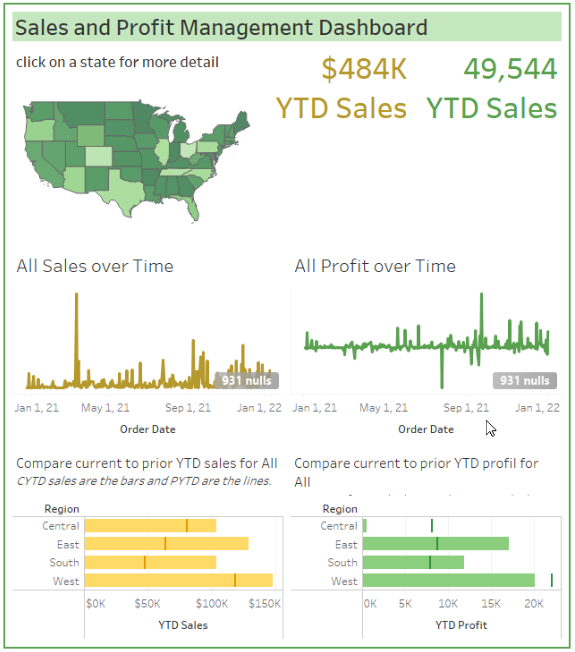 Sales and Profit Management Dashboard
click on a state for more detail
$484K
YTD Sales
49,544
YTD Sales
All Sales over Time
931 nulls
Jan 1, 21 May 1, 21 Sep 1, 21 Jan 1, 22
Order Date
All Profit over Time
931 nulls
Jan 1, 21 May 1, 21 Sep 1, 21 Jan 1, 22
Order Date
Compare current to prior YTD sales for All
CYTD sales are the bars and PYTD are the lines.
Region
Central
East
South
West
$0K $50K $100K $150K
YTD Sales
Compare current to prior YTD profil for
All
Region
Central
East
South
West
0K 5K 10K 15K 20K
YTD Profit